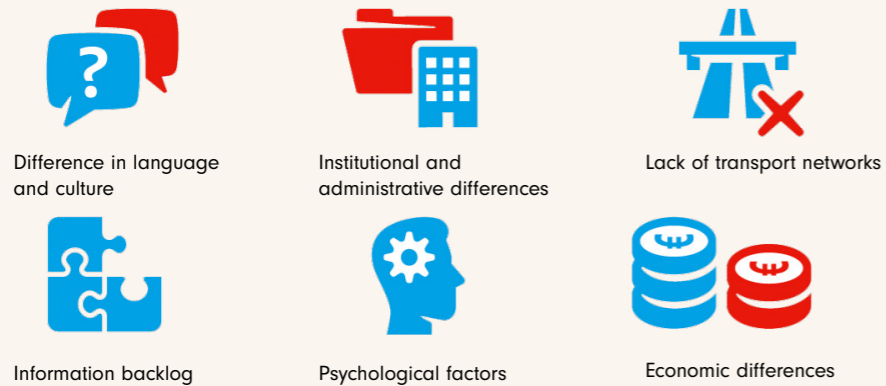 ?
Difference in language
and culture
Institutional and
administrative differences
Lack of transport networks
€
€
Information backlog
Psychological factors
Economic differences